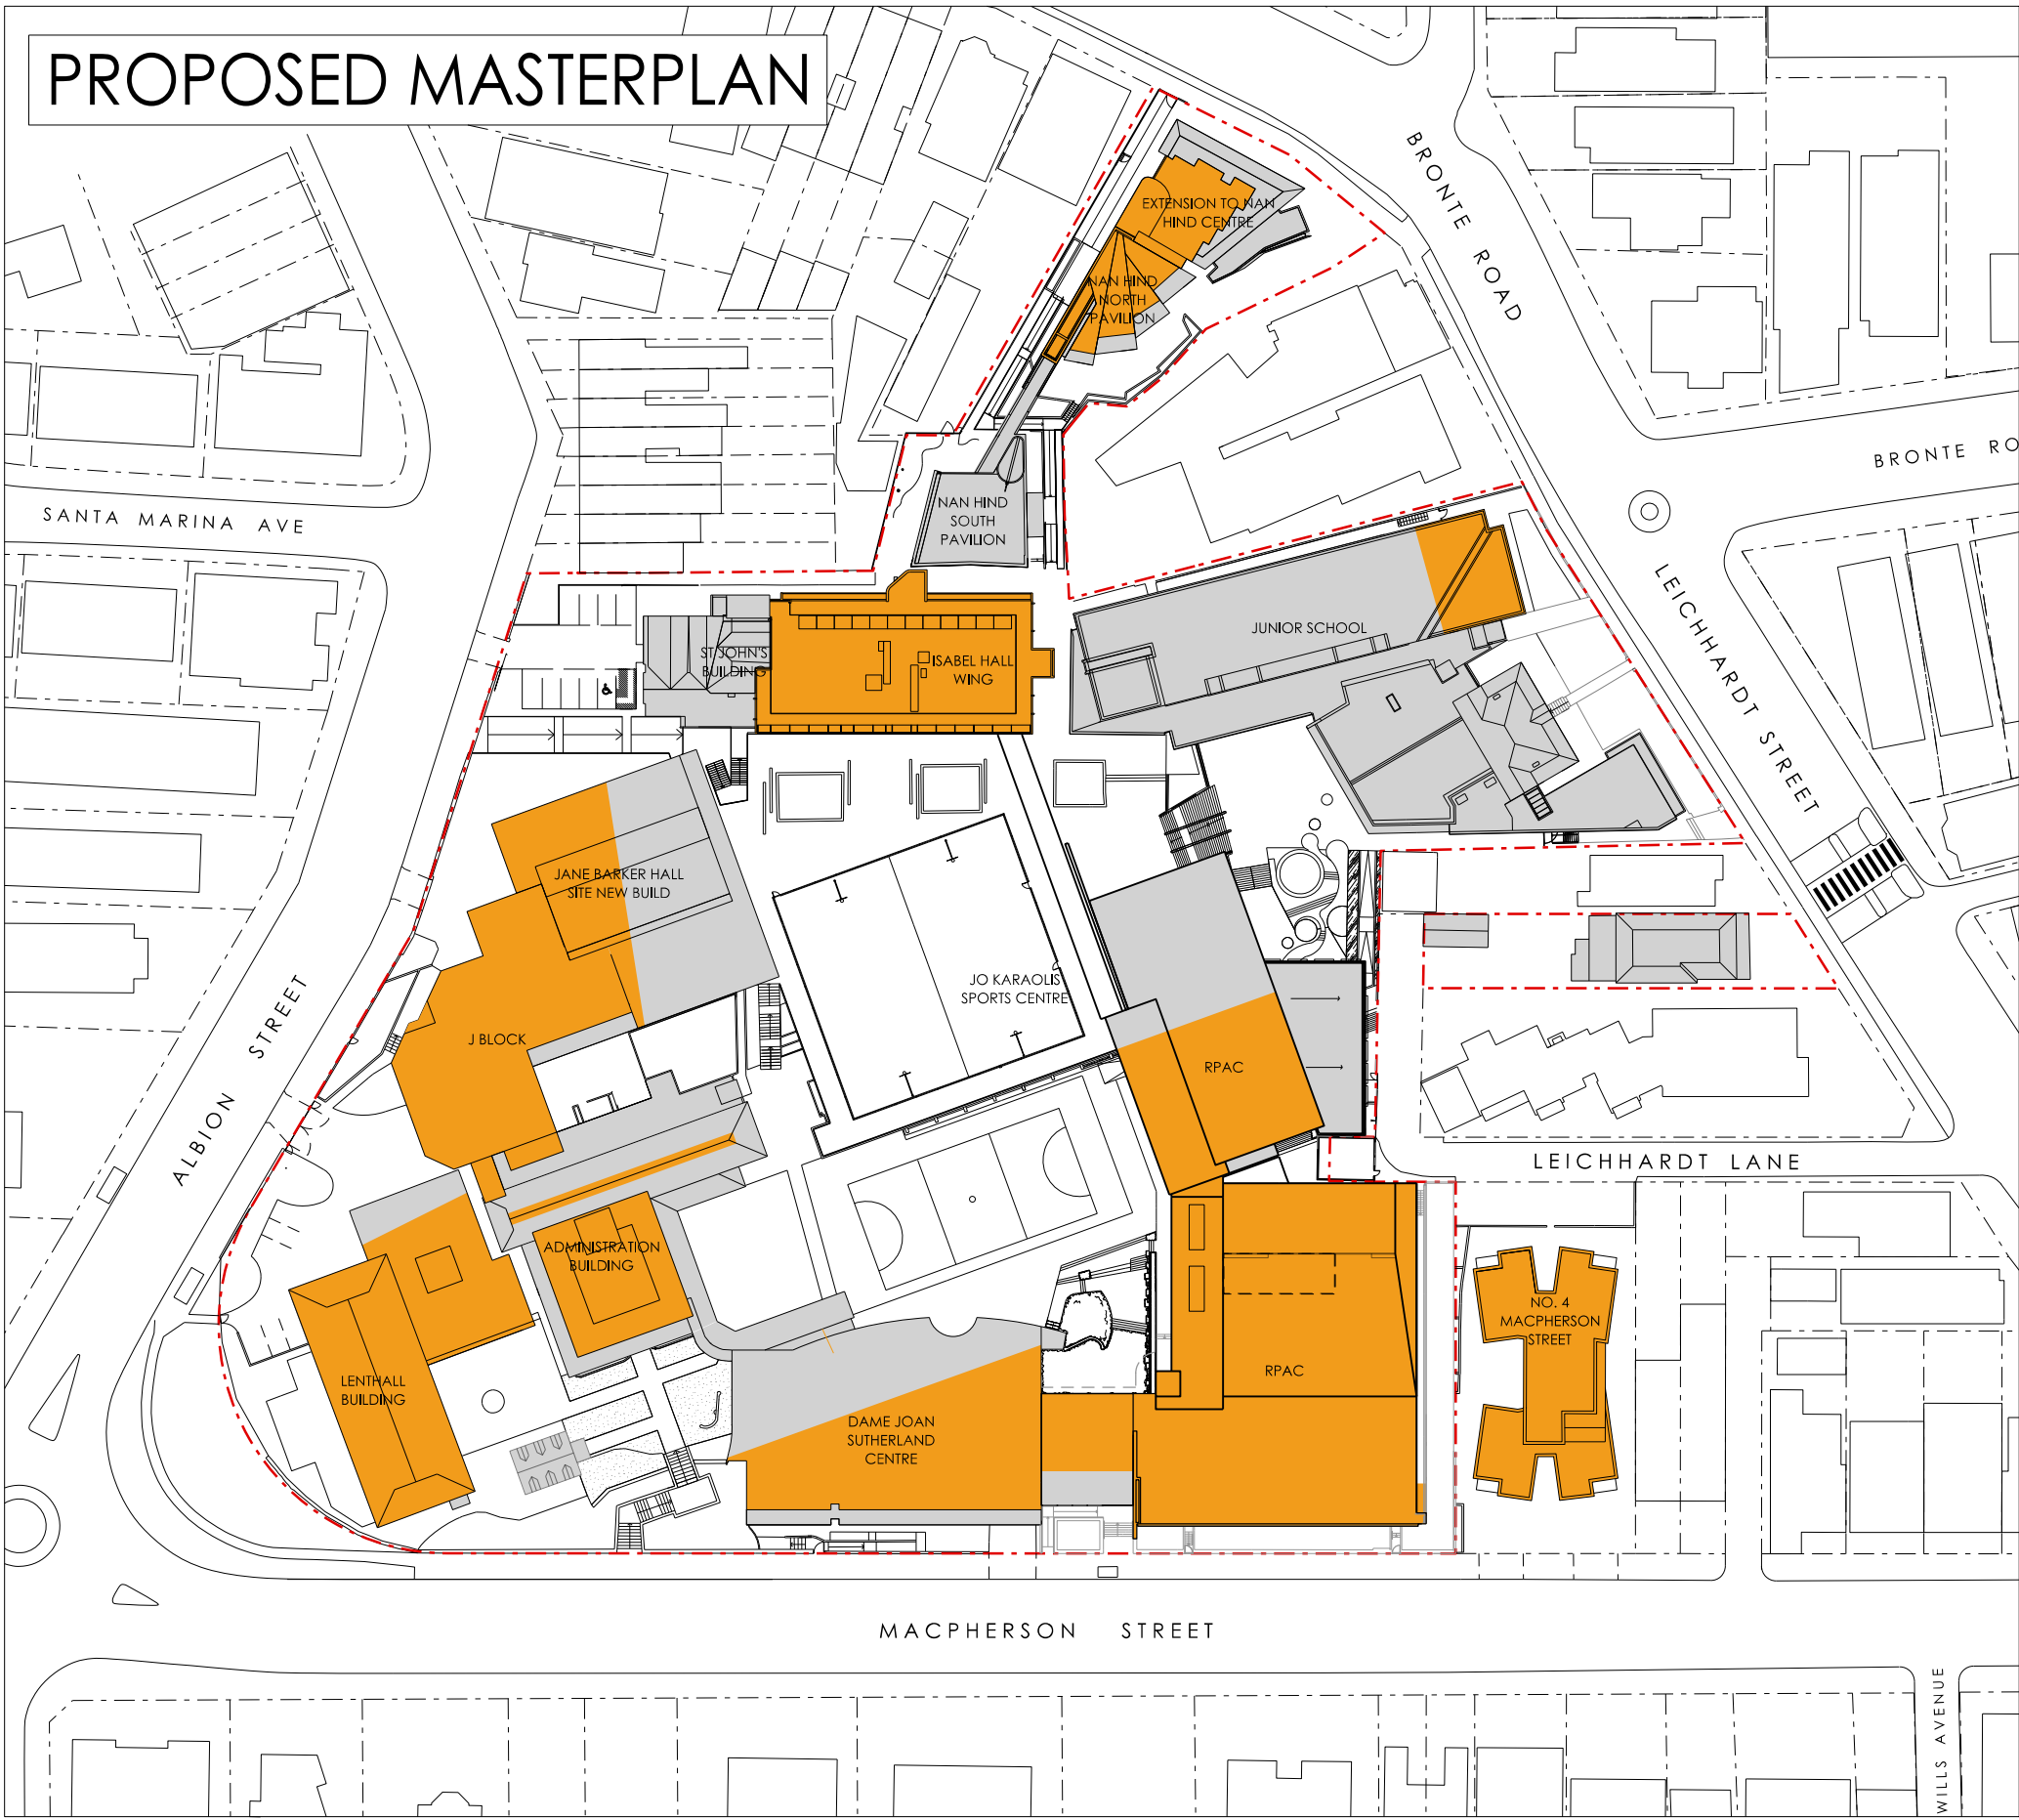 PROPOSED MASTERPLAN
BRONTE ROAD
EXTENSION TO NAN
HIND CENTRE
NAN HIND
NORTH
PAVILION
BRONTE RO
SANTA MARINA AVE
NAN HIND
SOUTH
PAVILION
LEICHHARDT STREET
JUNIOR SCHOOL
ST JOHN'S
BUILDING
ISABEL HALL
WING
JANE BARKER HALL
SITE NEW BUILD
JO KARAOLIS
SPORTS CENTRE
ALBION STREET
J BLOCK
RPAC
LEICHHARDT LANE
ADMINISTRATION
BUILDING
NO. 4
MACPHERSON
STREET
LENTHALL
BUILDING
RPAC
DAME JOAN
SUTHERLAND
CENTRE
MACPHERSON STREET
WILLS AVENUE